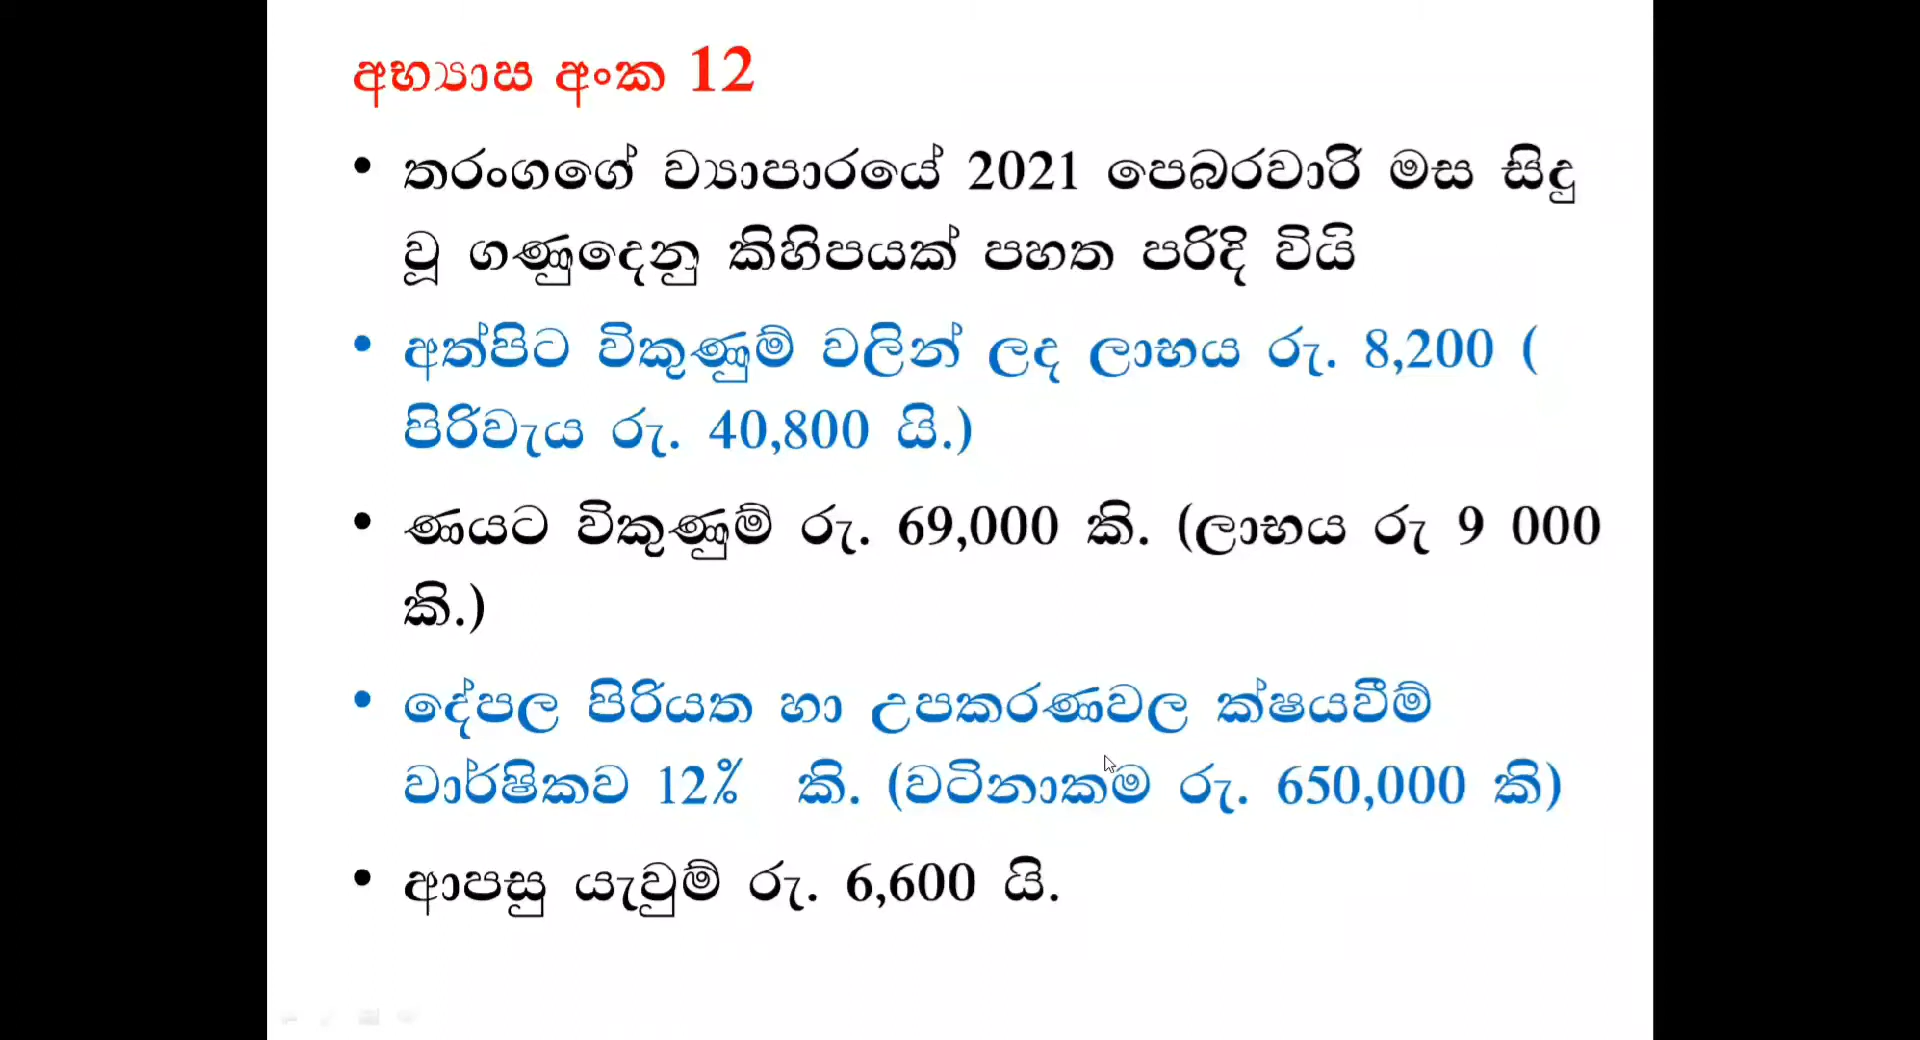 අභ්‍යාස අංක 12
• තරංගගේ ව්‍යාපාරයේ 2021 පෙබරවාරි මස සිදු
වූ ගණුදෙනු කිහිපයක් පහත පරිදි වියි
• අත්පිට විකුණුම් වලින් ලද ලාභය රු. 8,200 (
පිරිවැය රු. 40,800 යි.)
• ණයට විකුණුම් රු. 69,000 කි. (ලාභය රු 9 000
කි.)
• දේපල පිරියත හා උපකරණවල ක්ෂයවීම්
වාර්ෂිකව 12% කි. (වටිනාකම රු. 650,000 කි)
• ආපසු යැවුම් රු. 6,600 යි.